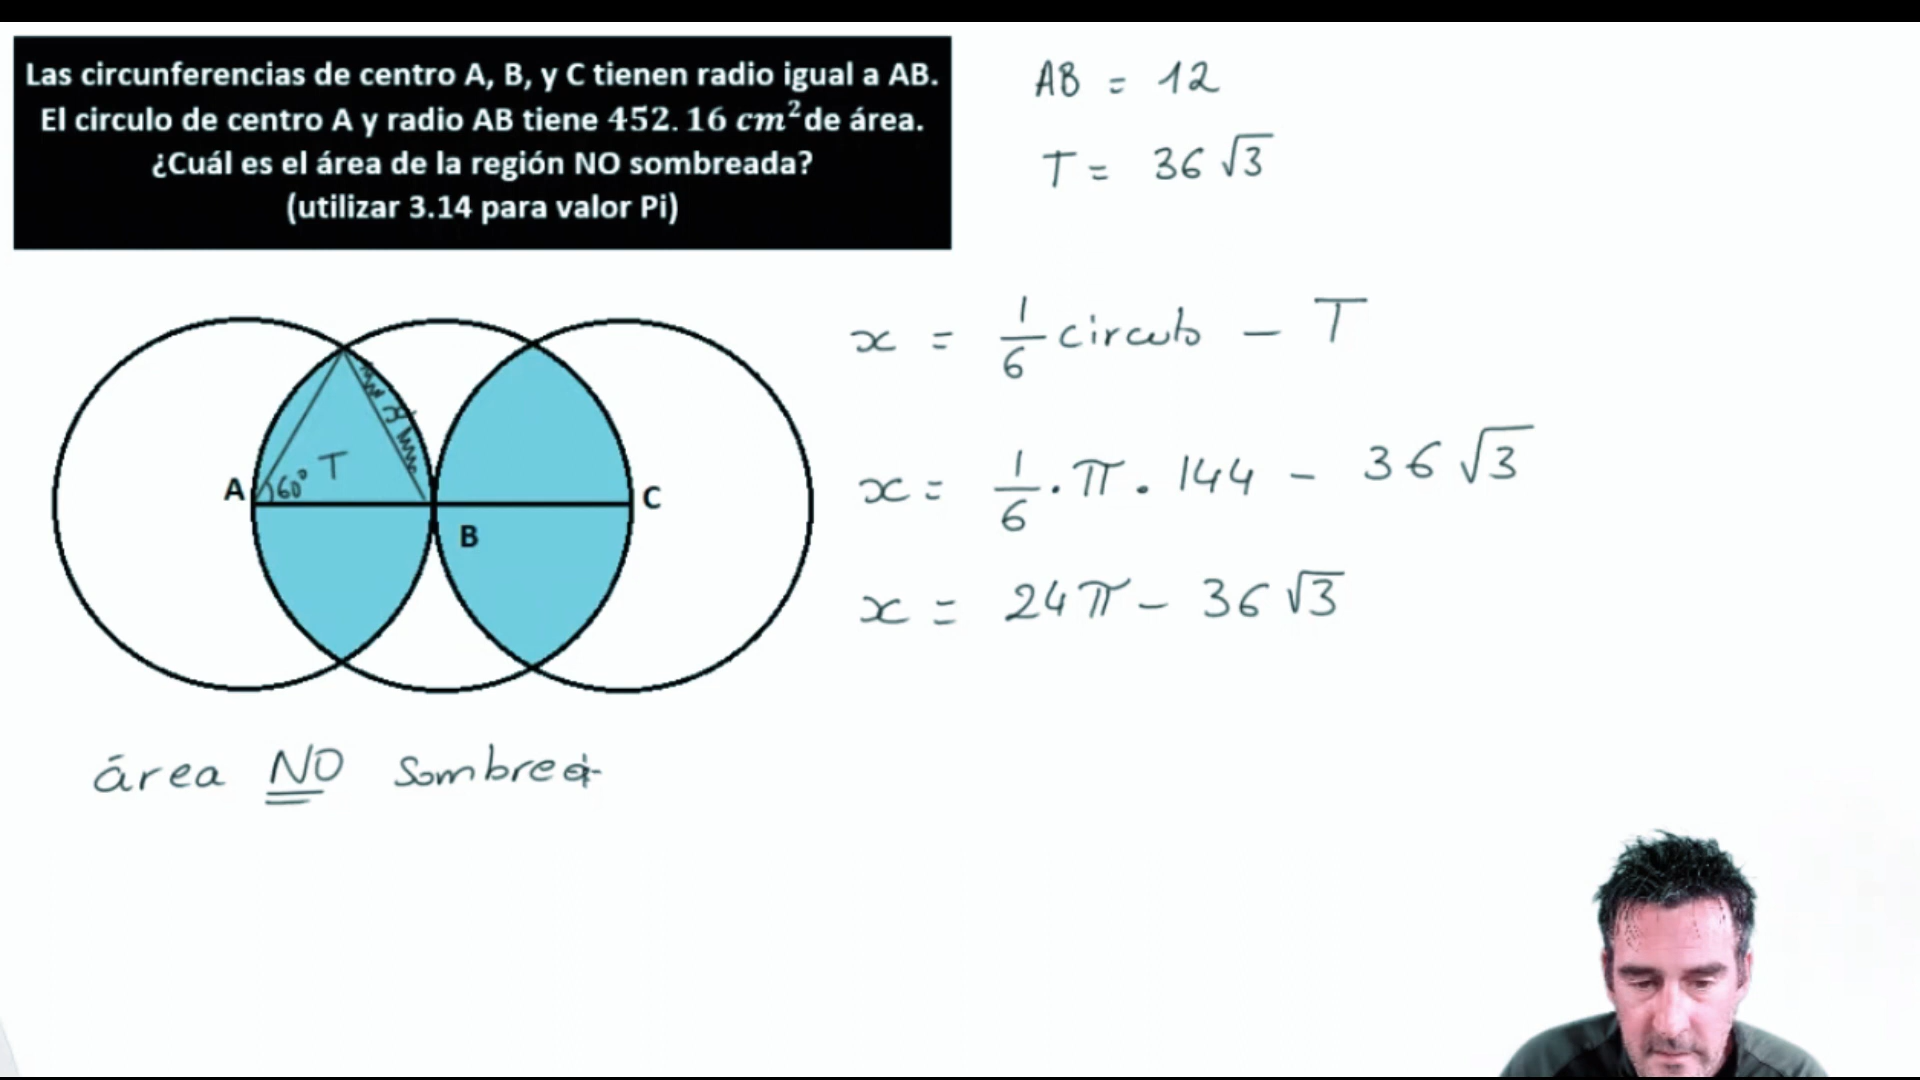 Las circunferencias de centro A, B, y C tienen radio igual a AB.
El circulo de centro A y radio AB tiene 452.16 cm² de área.
¿Cuál es el área de la región NO sombreada?
(utilizar 3.14 para valor Pi)
AB = 12
T = 36 √3
x = 1/6 circulo - T
x = 1/6 . π . 144 - 36 √3
x = 24π - 36 √3
x
60° T
A
C
B
área NO sombrea